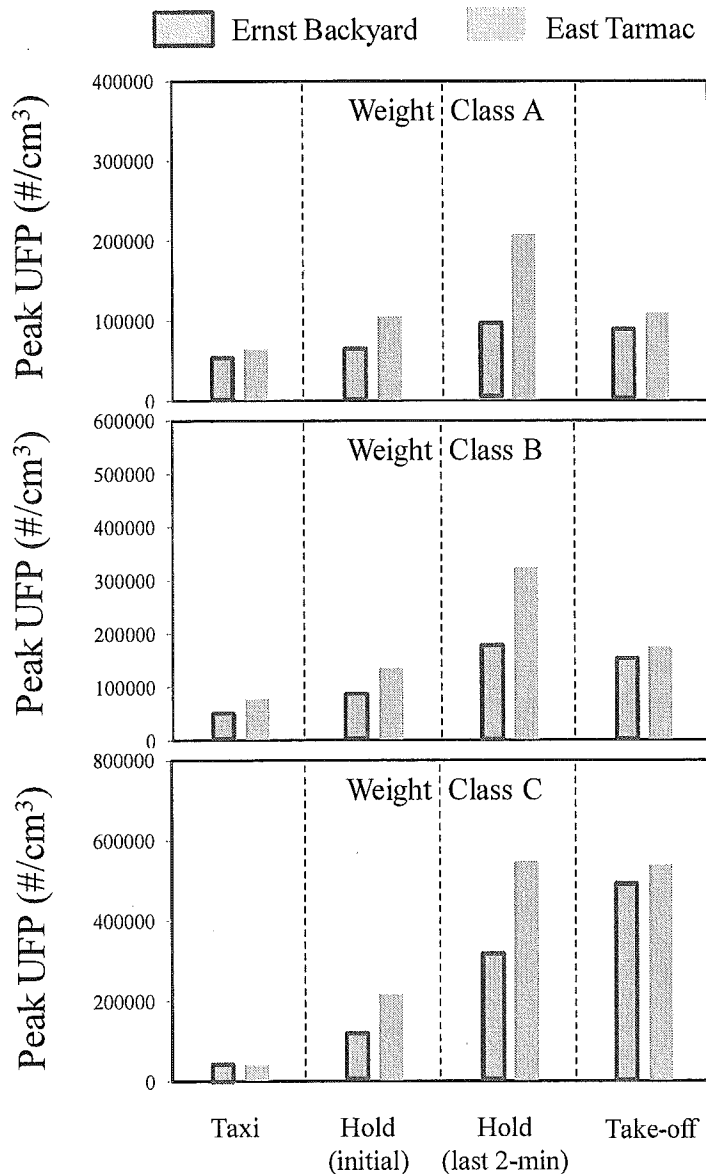 Ernst Backyard East Tarmac
Peak UFP (#/cm³)
400000
300000
200000
100000
0
Weight Class A
Peak UFP (#/cm³)
600000
500000
400000
300000
200000
100000
0
Weight Class B
Peak UFP (#/cm³)
800000
600000
400000
200000
0
Weight Class C
Taxi Hold Hold Take-off
(initial) (last 2-min)